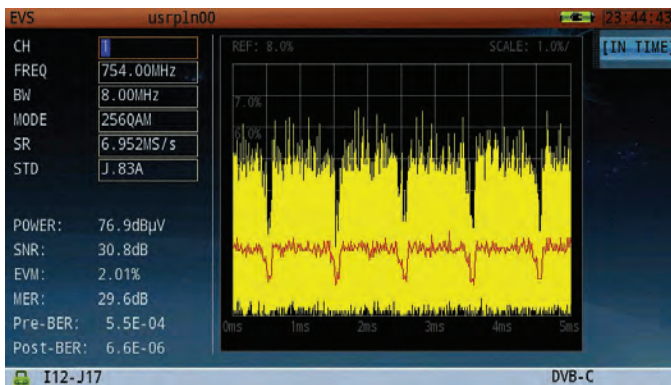 EVS usrpln00 23:44:43
CH 1
FREQ 754.00MHz
BW 8.00MHz
MODE 256QAM
SR 6.952MS/s
STD J.83A
POWER: 76.9dBµV
SNR: 30.8dB
EVM: 2.01%
MER: 29.6dB
Pre-BER: 5.5E-04
Post-BER: 6.6E-06
REF: 8.0% SCALE: 1.0%/
7.0%
6.0%
0ms 1ms 2ms 3ms 4ms 5ms
[IN TIME]
I12-J17 DVB-C